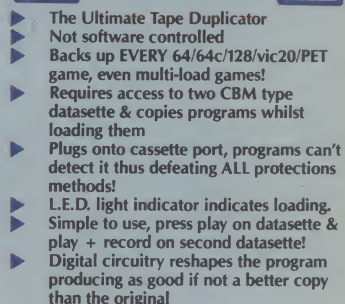 The Ultimate Tape Duplicator
Not software controlled
Backs up EVERY 64/64c/128/vic20/PET
game, even multi-load games!
Requires access to two CBM type
datasette & copies programs whilst
loading them
Plugs onto cassette port, programs can't
detect it thus defeating ALL protections
methods!
L.E.D. light indicator indicates loading.
Simple to use, press play on datasette &
play + record on second datasette!
Digital circuitry reshapes the program
producing as good if not a better copy
than the original